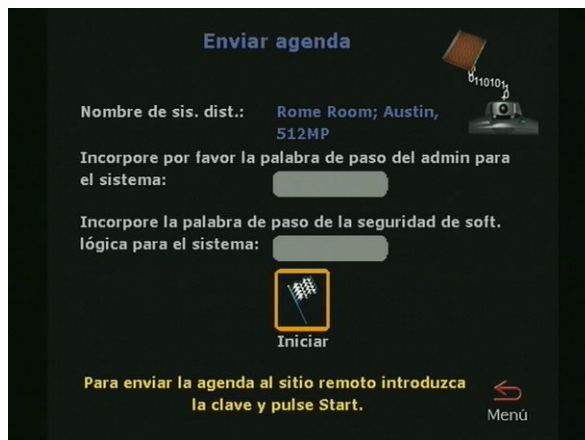 Enviar agenda
0110101
Nombre de sis. dist.: Rome Room; Austin,
512MP
Incorpore por favor la palabra de paso del admin para
el sistema:
Incorpore la palabra de paso de la seguridad de soft.
lógica para el sistema:
Iniciar
Para enviar la agenda al sitio remoto introduzca
la clave y pulse Start.
Menú